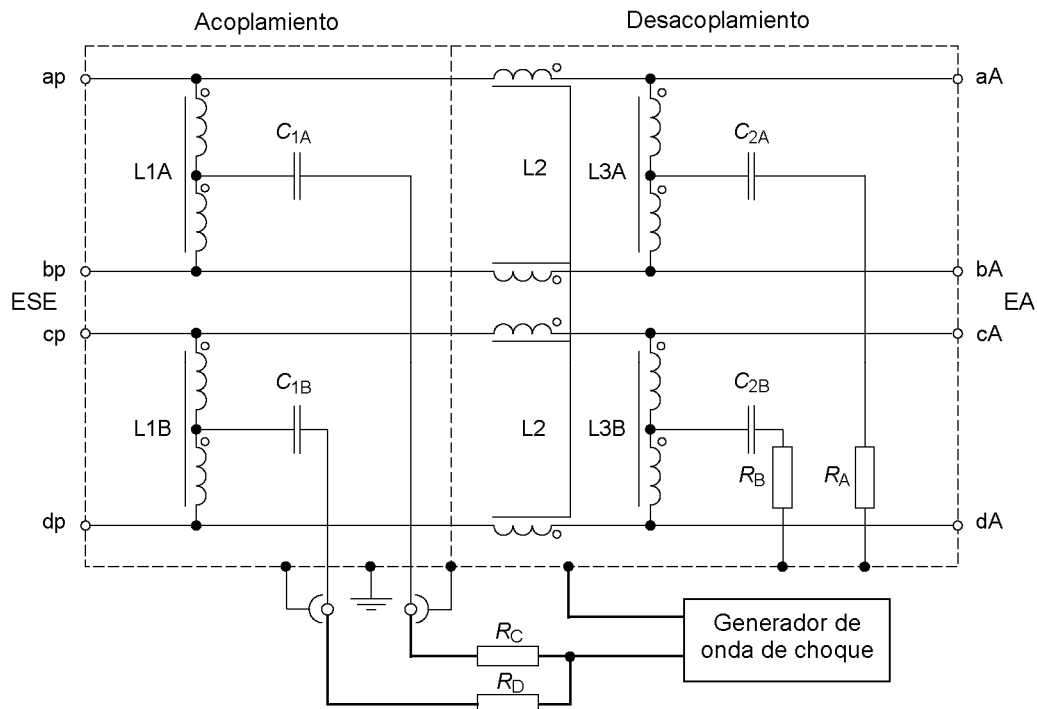 Acoplamiento
Desacoplamiento
ap
aA
C1A
C2A
L1A
L2
L3A
bp
bA
ESE
EA
cp
cA
C1B
C2B
L1B
L2
L3B
RB
RA
dp
dA
Generador de
onda de choque
RC
RD